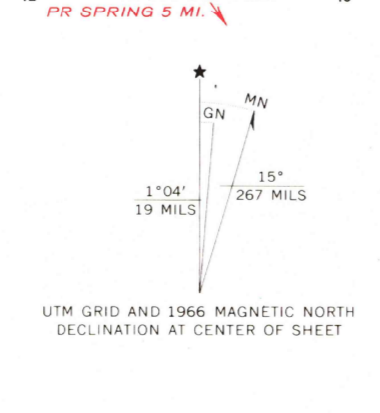 PR SPRING 5 MI.
MN
GN
1°04'
19 MILS
15°
267 MILS
UTM GRID AND 1966 MAGNETIC NORTH
DECLINATION AT CENTER OF SHEET